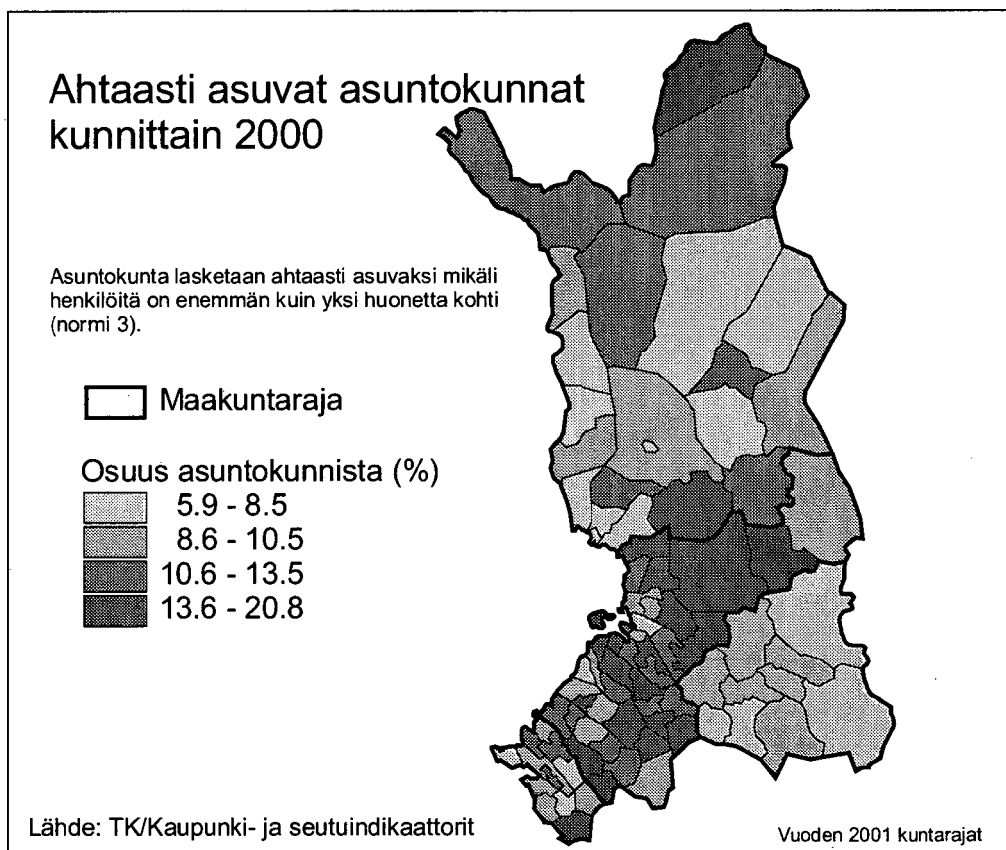 Ahtaasti asuvat asuntokunnat
kunnittain 2000
Asuntokunta lasketaan ahtaasti asuvaksi mikäli
henkilöitä on enemmän kuin yksi huonetta kohti
(normi 3).
Maakuntaraja
Osuus asuntokunnista (%)
5.9 - 8.5
8.6 - 10.5
10.6 - 13.5
13.6 - 20.8
Lähde: TK/Kaupunki- ja seutuindikaattorit
Vuoden 2001 kuntarajat